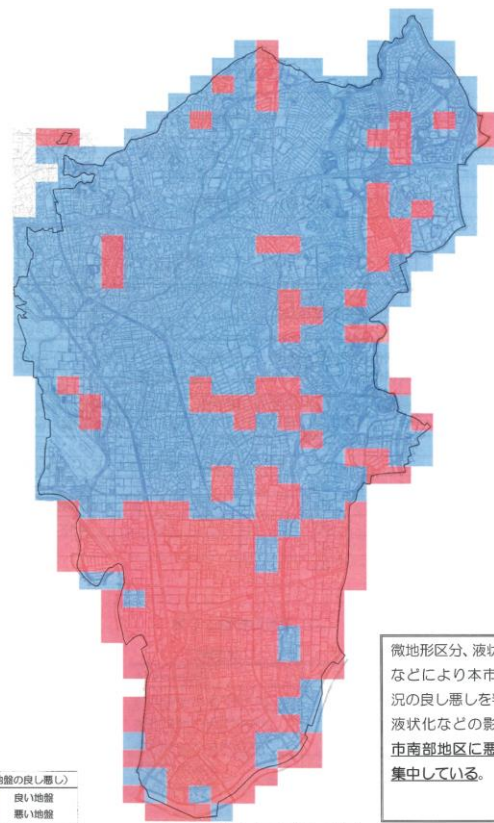 微地形区分、液状
などにより本市
況の良し悪しを
液状化などの影
市南部地区に悪
集中している。
盤の良し悪し）
良い地盤
悪い地盤